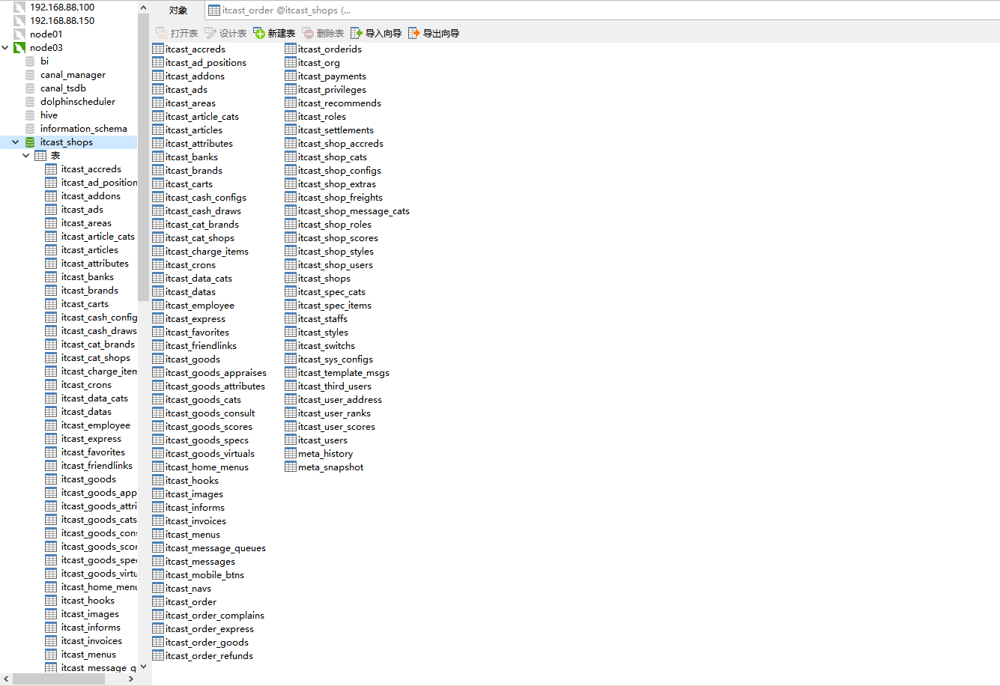 192.168.88.100
192.168.88.150
node01
node03
bi
canal_manager
canal_tsdb
dolphinscheduler
hive
information_schema
itcast_shops
表
itcast_accreds
itcast_ad_position
itcast_addons
itcast_ads
itcast_areas
itcast_article_cats
itcast_articles
itcast_attributes
itcast_banks
itcast_brands
itcast_carts
itcast_cash_config
itcast_cash_draws
itcast_cat_brands
itcast_cat_shops
itcast_charge_item
itcast_crons
itcast_data_cats
itcast_datas
itcast_employee
itcast_express
itcast_favorites
itcast_friendlinks
itcast_goods
itcast_goods_app
itcast_goods_attri
itcast_goods_cats
itcast_goods_con
itcast_goods_scor
itcast_goods_spe
itcast_goods_virtu
itcast_home_menu
itcast_hooks
itcast_images
itcast_informs
itcast_invoices
itcast_menus
itcast_message_q
对象 itcast_order @itcast_shops (...
打开表 设计表 新建表 删除表 导入向导 导出向导
itcast_accreds
itcast_ad_positions
itcast_addons
itcast_ads
itcast_areas
itcast_article_cats
itcast_articles
itcast_attributes
itcast_banks
itcast_brands
itcast_carts
itcast_cash_configs
itcast_cash_draws
itcast_cat_brands
itcast_cat_shops
itcast_charge_items
itcast_crons
itcast_data_cats
itcast_datas
itcast_employee
itcast_express
itcast_favorites
itcast_friendlinks
itcast_goods
itcast_goods_appraises
itcast_goods_attributes
itcast_goods_cats
itcast_goods_consult
itcast_goods_scores
itcast_goods_specs
itcast_goods_virtuals
itcast_home_menus
itcast_hooks
itcast_images
itcast_informs
itcast_invoices
itcast_menus
itcast_message_queues
itcast_messages
itcast_mobile_btns
itcast_navs
itcast_order
itcast_order_complains
itcast_order_express
itcast_order_goods
itcast_order_refunds
itcast_orderids
itcast_org
itcast_payments
itcast_privileges
itcast_recommends
itcast_roles
itcast_settlements
itcast_shop_accreds
itcast_shop_cats
itcast_shop_configs
itcast_shop_extras
itcast_shop_freights
itcast_shop_message_cats
itcast_shop_roles
itcast_shop_scores
itcast_shop_styles
itcast_shop_users
itcast_shops
itcast_spec_cats
itcast_spec_items
itcast_staffs
itcast_styles
itcast_switchs
itcast_sys_configs
itcast_template_msgs
itcast_third_users
itcast_user_address
itcast_user_ranks
itcast_user_scores
itcast_users
meta_history
meta_snapshot